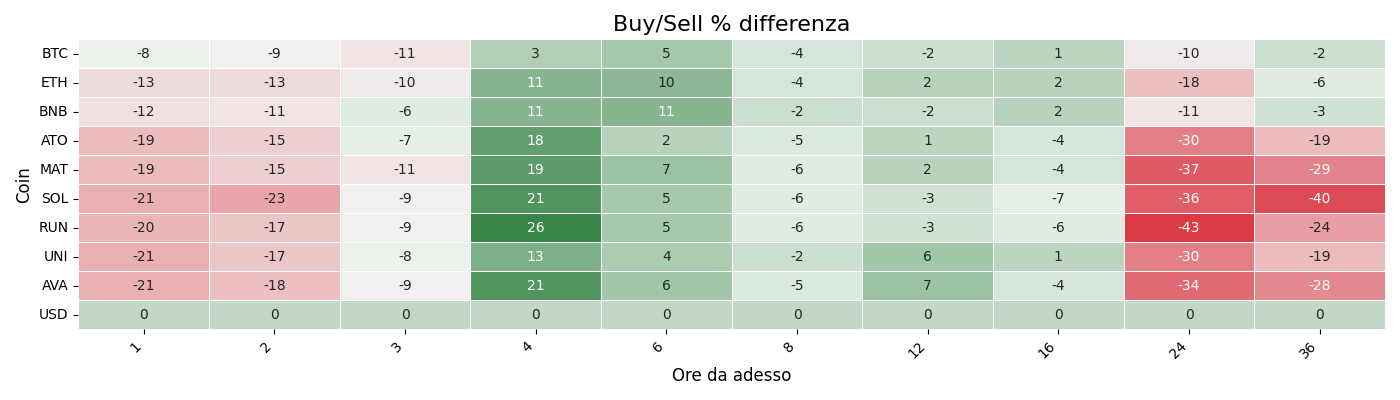 Buy/Sell % differenza
Coin
BTC -8 -9 -11 3 5 -4 -2 1 -10 -2
ETH -13 -13 -10 11 10 -4 2 2 -18 -6
BNB -12 -11 -6 11 11 -2 -2 2 -11 -3
ATO -19 -15 -7 18 2 -5 1 -4 -30 -19
MAT -19 -15 -11 19 7 -6 2 -4 -37 -29
SOL -21 -23 -9 21 5 -6 -3 -7 -36 -40
RUN -20 -17 -9 26 5 -6 -3 -6 -43 -24
UNI -21 -17 -8 13 4 -2 6 1 -30 -19
AVA -21 -18 -9 21 6 -5 7 -4 -34 -28
USD 0 0 0 0 0 0 0 0 0 0
1 2 3 4 6 8 12 16 24 36
Ore da adesso